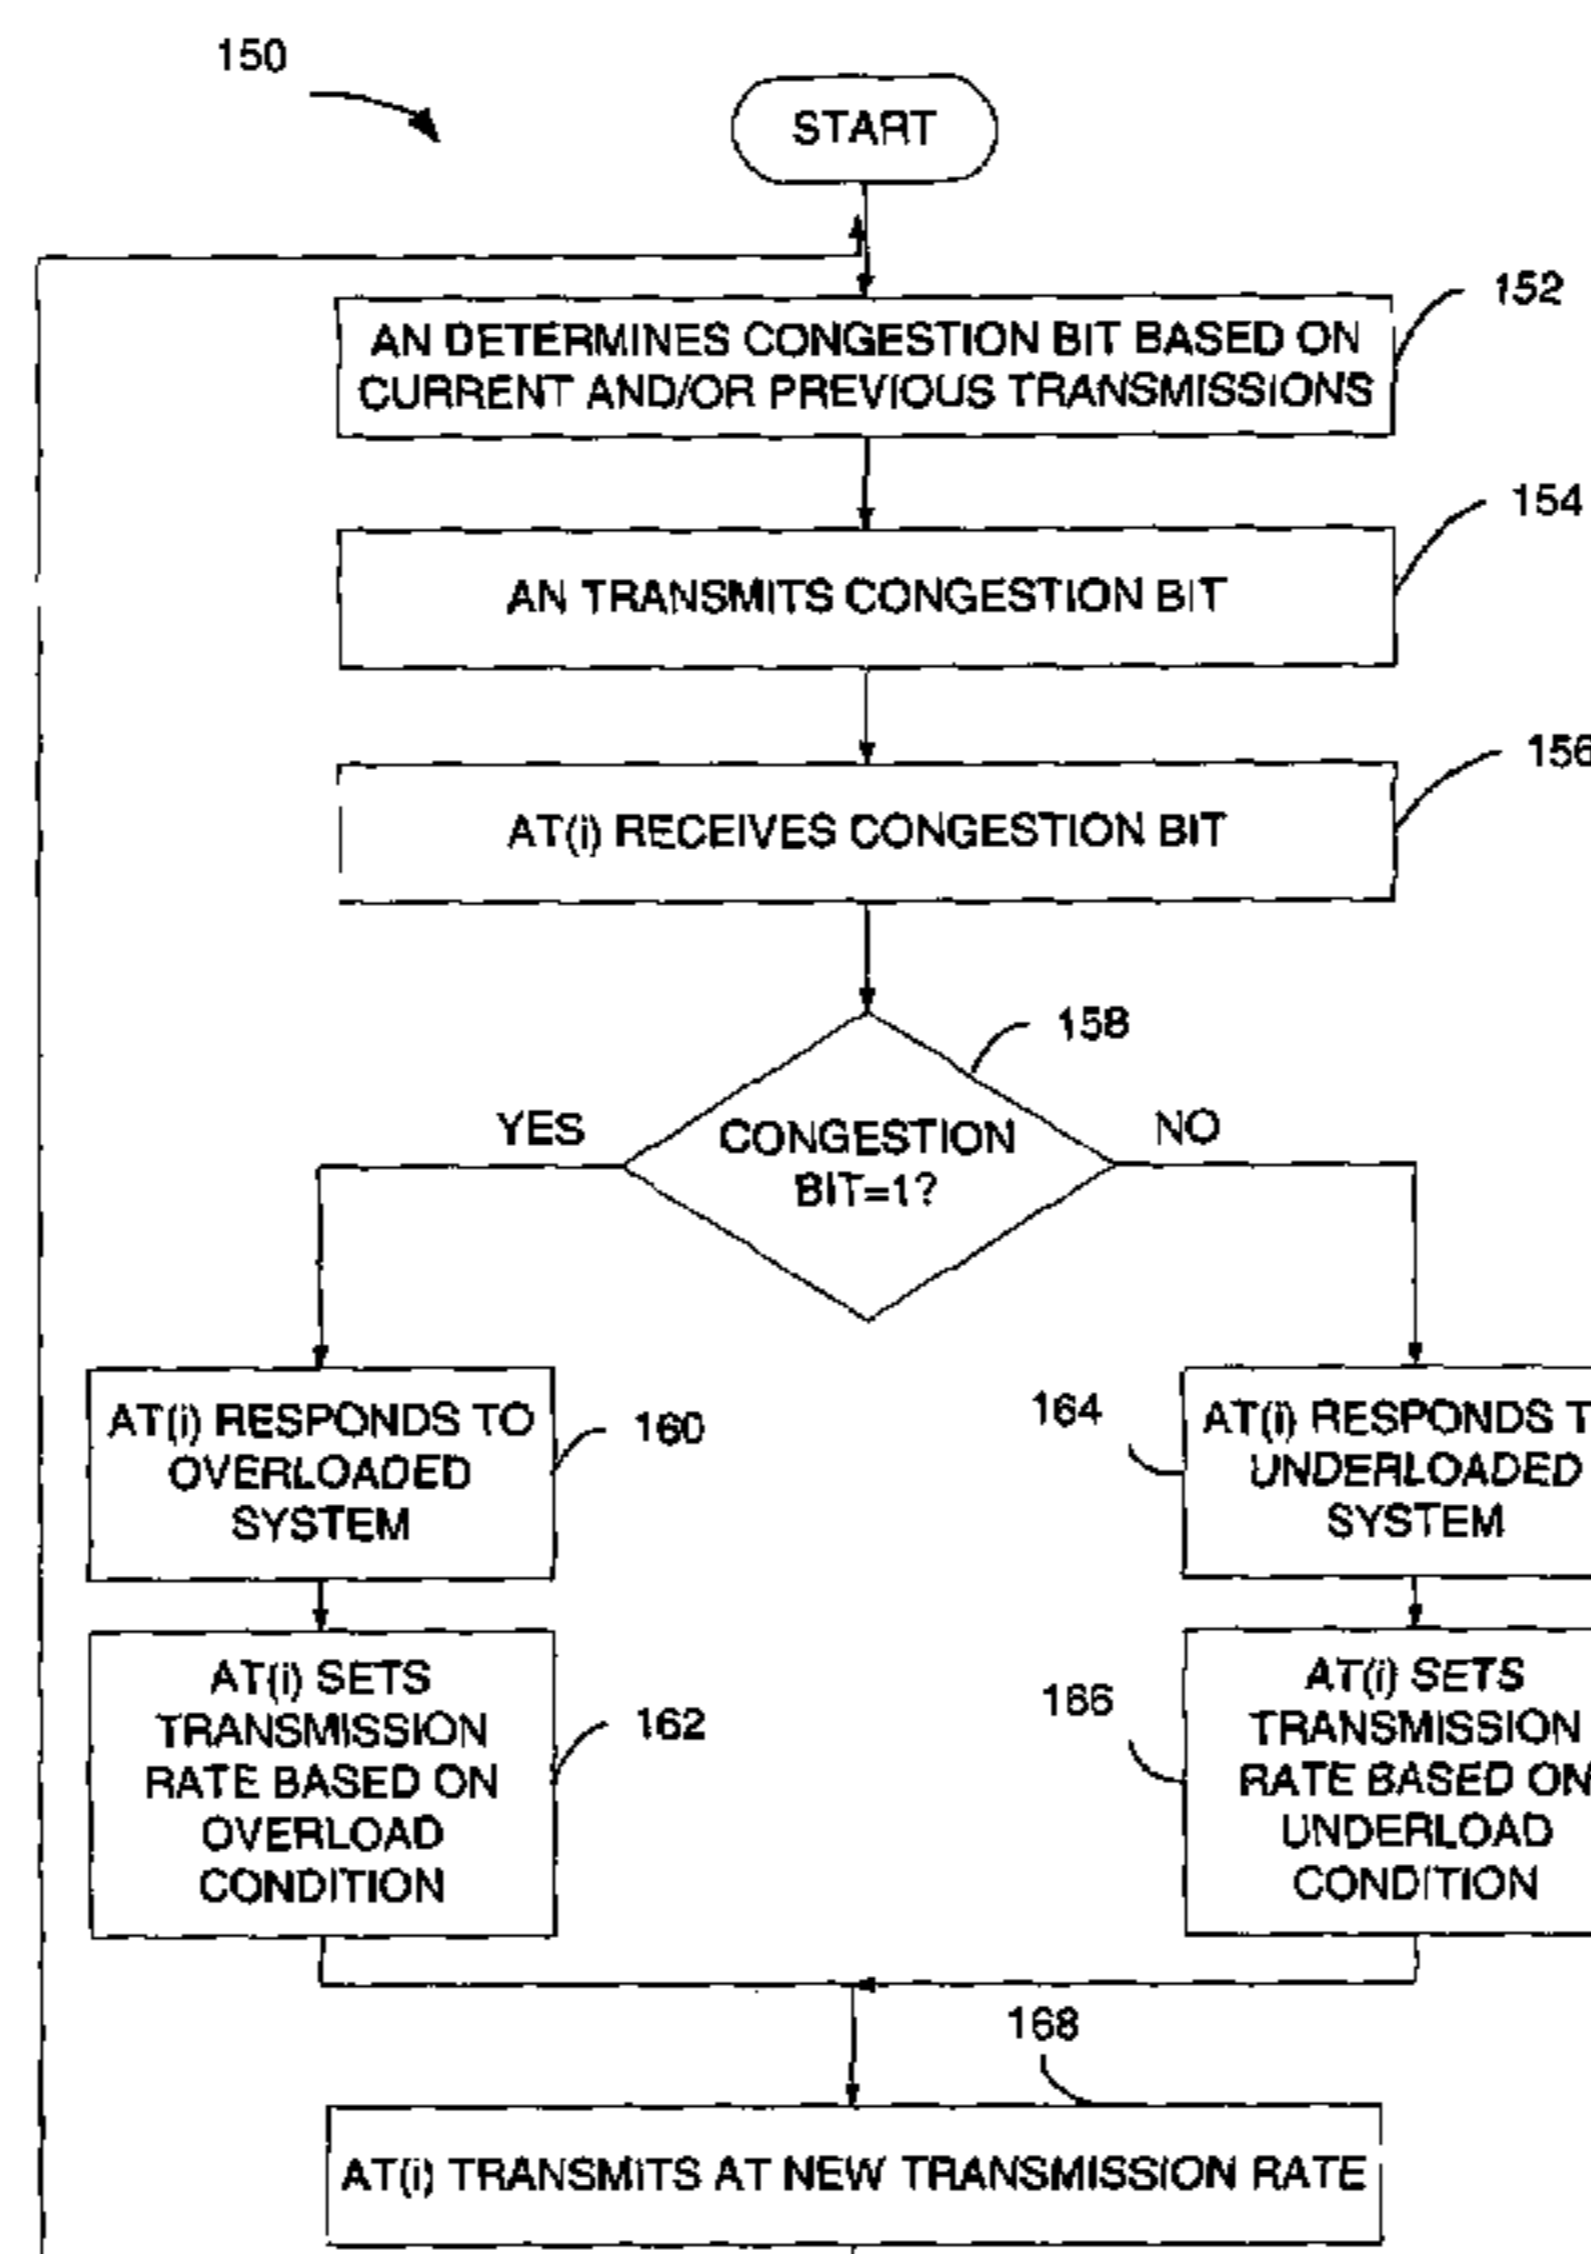 150
START
152
AN DETERMINES CONGESTION BIT BASED ON
CURRENT AND/OR PREVIOUS TRANSMISSIONS
154
AN TRANSMITS CONGESTION BIT
156
AT(i) RECEIVES CONGESTION BIT
158
YES
CONGESTION
BIT=1?
NO
AT(i) RESPONDS TO
OVERLOADED
SYSTEM
160
164
AT(i) RESPONDS T
UNDERLOADED
SYSTEM
AT(i) SETS
TRANSMISSION
RATE BASED ON
OVERLOAD
CONDITION
162
166
AT(i) SETS
TRANSMISSION
RATE BASED ON
UNDERLOAD
CONDITION
168
AT(i) TRANSMITS AT NEW TRANSMISSION RATE